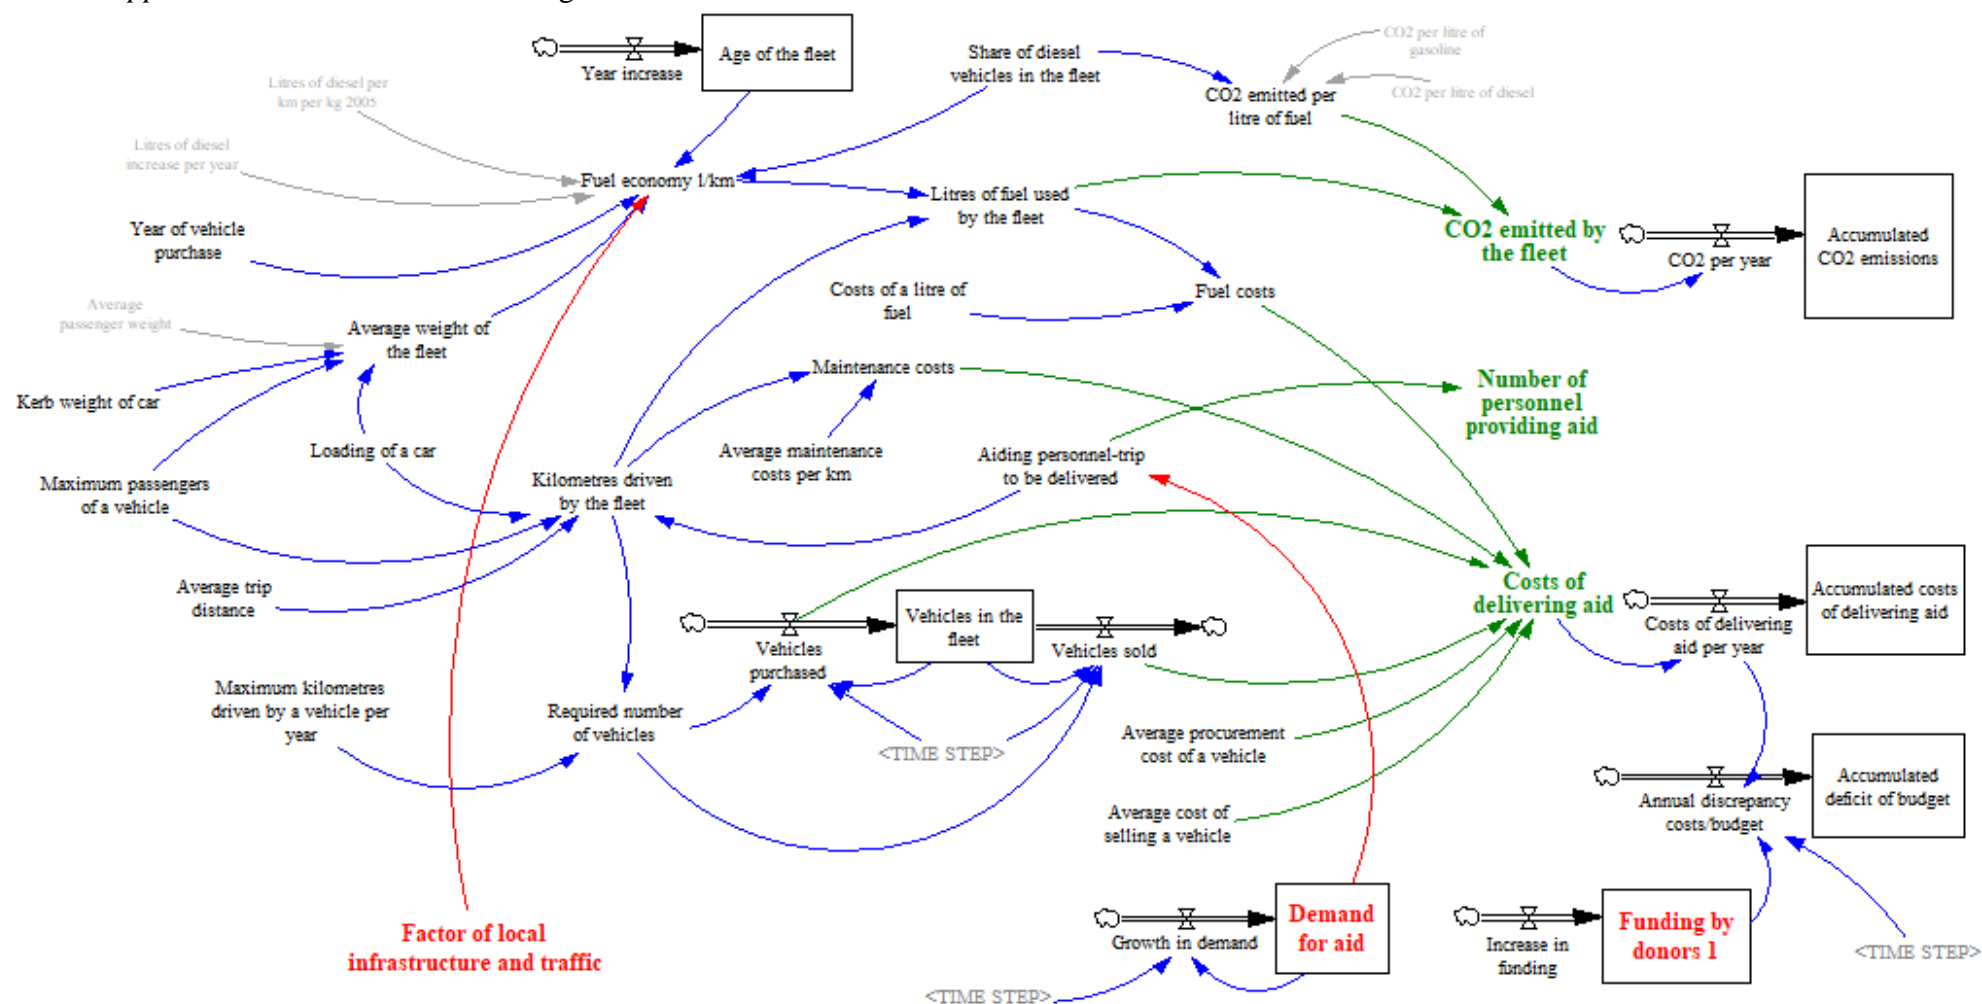 Age of the fleet
Year increase
Share of diesel
vehicles in the fleet
CO2 per litre of
gasoline
CO2 per litre of diesel
CO2 emitted per
litre of fuel
Litres of diesel per
km per kg 2005
Litres of diesel
increase per year
Fuel economy l/km
Litres of fuel used
by the fleet
Year of vehicle
purchase
CO2 emitted by
the fleet
CO2 per year
Accumulated
CO2 emissions
Costs of a litre of
fuel
Fuel costs
Average
passenger weight
Average weight of
the fleet
Maintenance costs
Number of
personnel
providing aid
Kerb weight of car
Loading of a car
Average maintenance
costs per km
Aiding personnel-trip
to be delivered
Maximum passengers
of a vehicle
Kilometres driven
by the fleet
Average trip
distance
Vehicles in the
fleet
Vehicles
purchased
Vehicles sold
Costs of
delivering aid
Costs of delivering
aid per year
Accumulated costs
of delivering aid
Maximum kilometres
driven by a vehicle per
year
Required number
of vehicles
<TIME STEP>
Average procurement
cost of a vehicle
Average cost of
selling a vehicle
Annual discrepancy
costs/budget
Accumulated
deficit of budget
Factor of local
infrastructure and traffic
Growth in demand
Demand
for aid
Increase in
funding
Funding by
donors 1
<TIME STEP>
<TIME STEP>